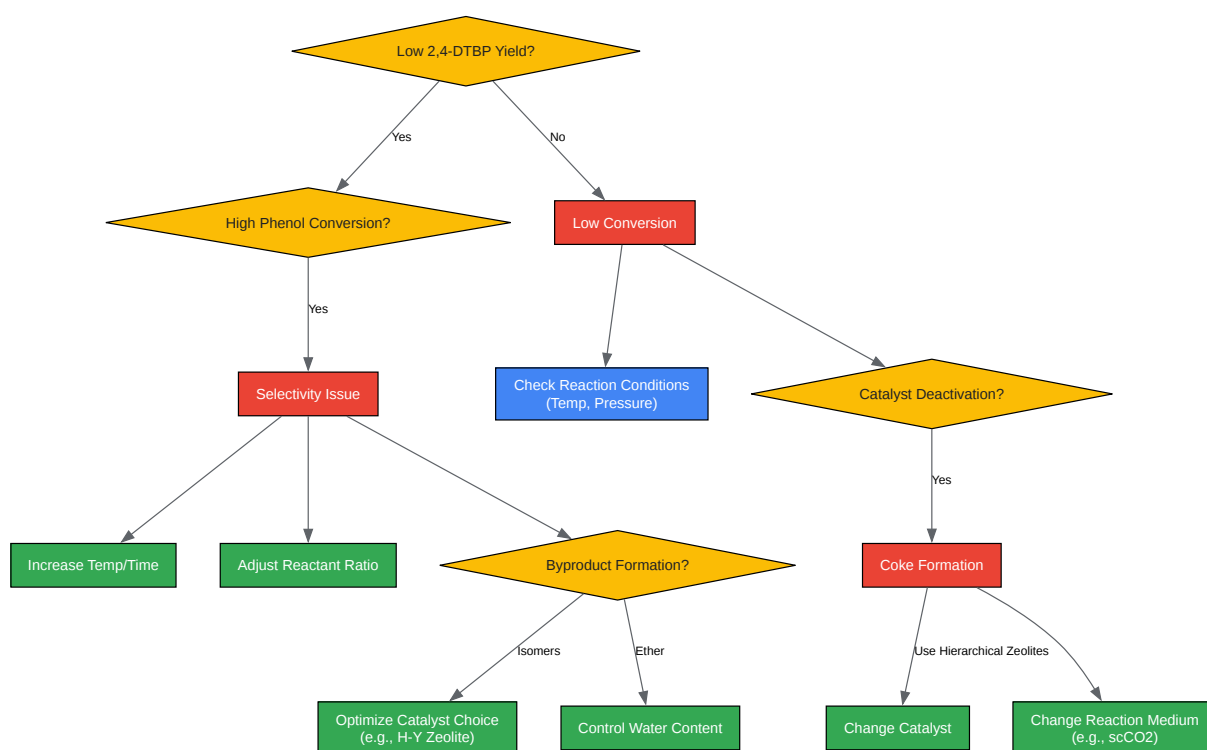 Low 2,4-DTBP Yield?
Yes
No
High Phenol Conversion?
Low Conversion
Yes
Selectivity Issue
Check Reaction Conditions
(Temp, Pressure)
Catalyst Deactivation?
Yes
Increase Temp/Time
Adjust Reactant Ratio
Byproduct Formation?
Coke Formation
Isomers
Ether
Use Hierarchical Zeolites
Optimize Catalyst Choice
(e.g., H-Y Zeolite)
Control Water Content
Change Catalyst
Change Reaction Medium
(e.g., scCO2)